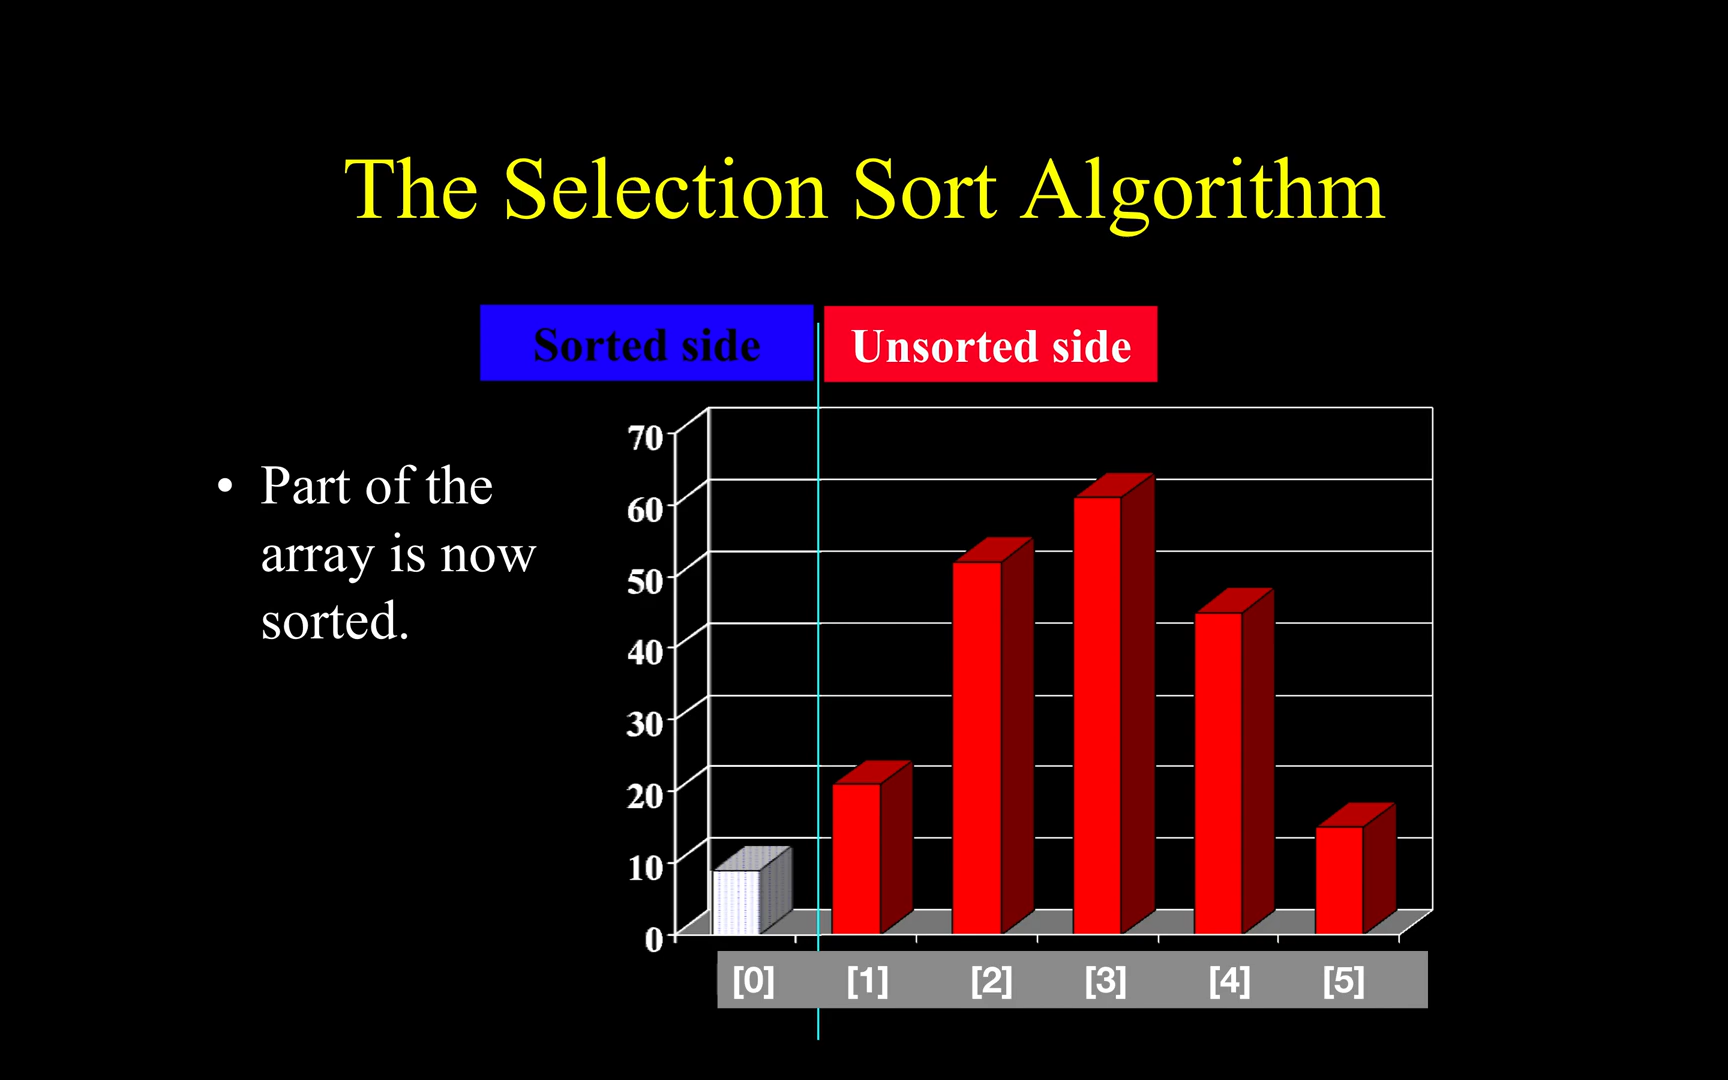 The Selection Sort Algorithm
Sorted side
Unsorted side
• Part of the
array is now
sorted.
70
60
50
40
30
20
10
0
[0] [1] [2] [3] [4] [5]